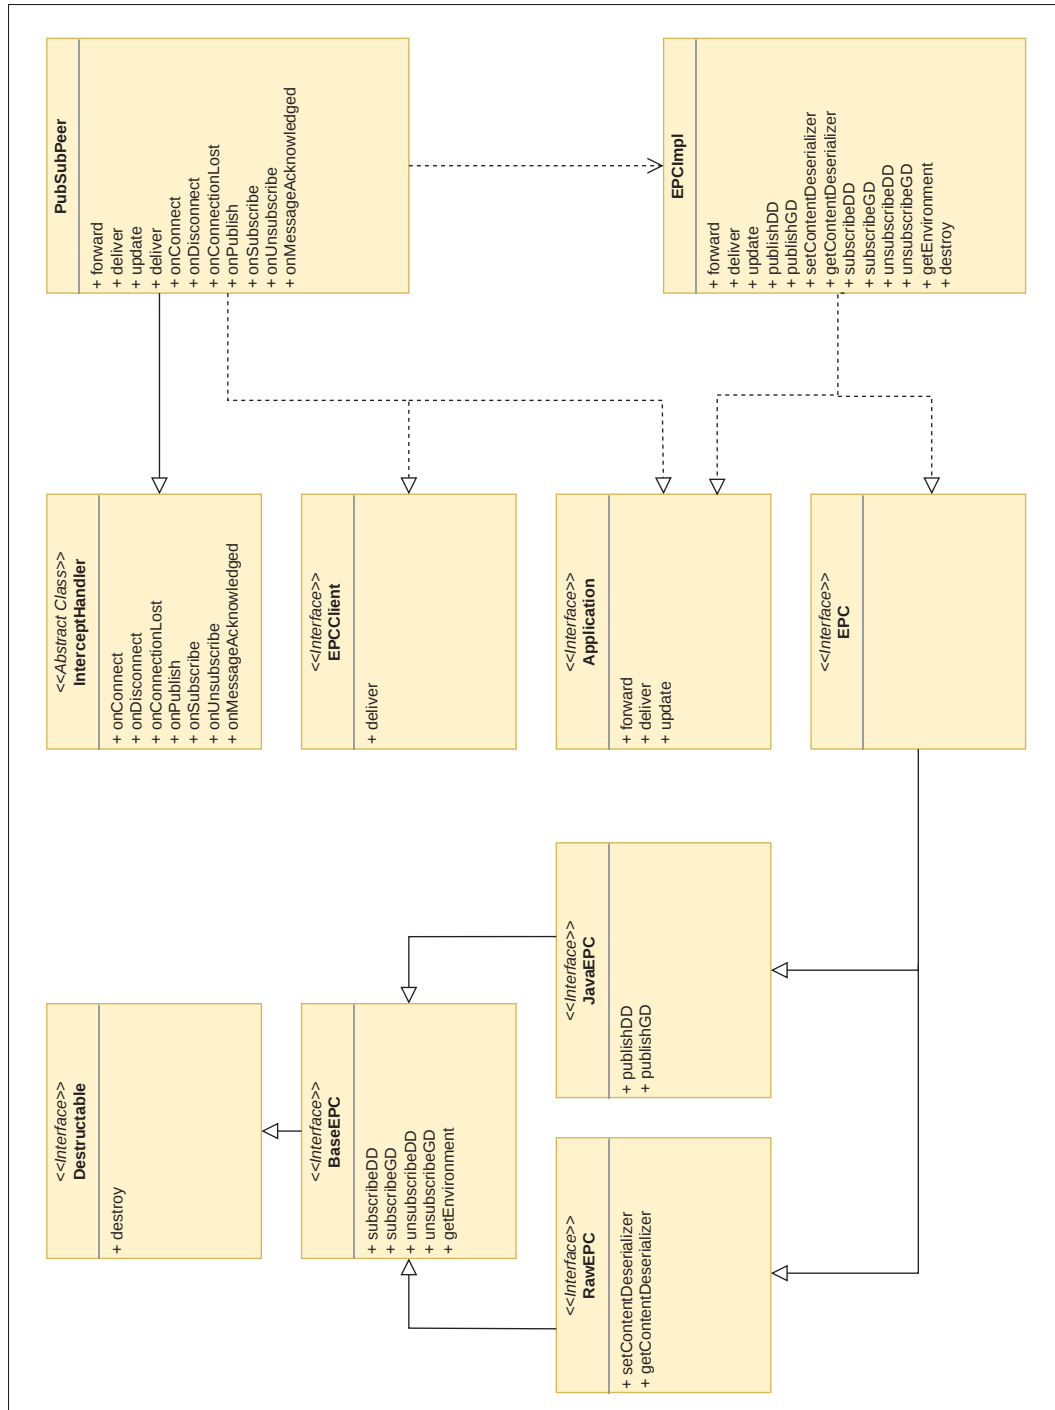 <<Interface>>
Destructable
+ destroy
<<Abstract Class>>
InterceptHandler
+ onConnect
+ onDisconnect
+ onConnectionLost
+ onPublish
+ onSubscribe
+ onUnsubscribe
+ onMessageAcknowledged
PubSubPeer
+ forward
+ deliver
+ update
+ deliver
+ onConnect
+ onDisconnect
+ onConnectionLost
+ onPublish
+ onSubscribe
+ onUnsubscribe
+ onMessageAcknowledged
<<Interface>>
BaseEPC
+ subscribeDD
+ subscribeGD
+ unsubscribeDD
+ unsubscribeGD
+ getEnvironment
<<Interface>>
EPCClient
+ deliver
<<Interface>>
RawEPC
+ setContentDeserializer
+ getContentDeserializer
<<Interface>>
JavaEPC
+ publishDD
+ publishGD
<<Interface>>
Application
+ forward
+ deliver
+ update
EPCImpl
+ forward
+ deliver
+ update
+ publishDD
+ publishGD
+ setContentDeserializer
+ getContentDeserializer
+ subscribeDD
+ subscribeGD
+ unsubscribeDD
+ unsubscribeGD
+ getEnvironment
+ destroy
<<Interface>>
EPC